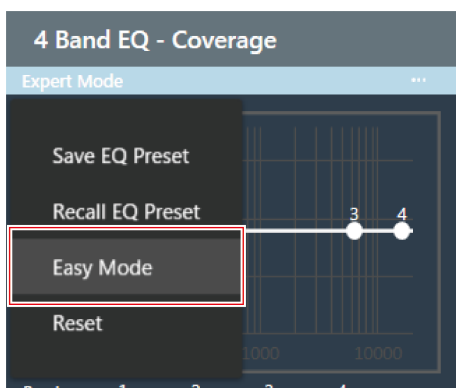 4 Band EQ - Coverage
Expert Mode ...
Save EQ Preset
Recall EQ Preset
3 4
Easy Mode
Reset
1000 10000